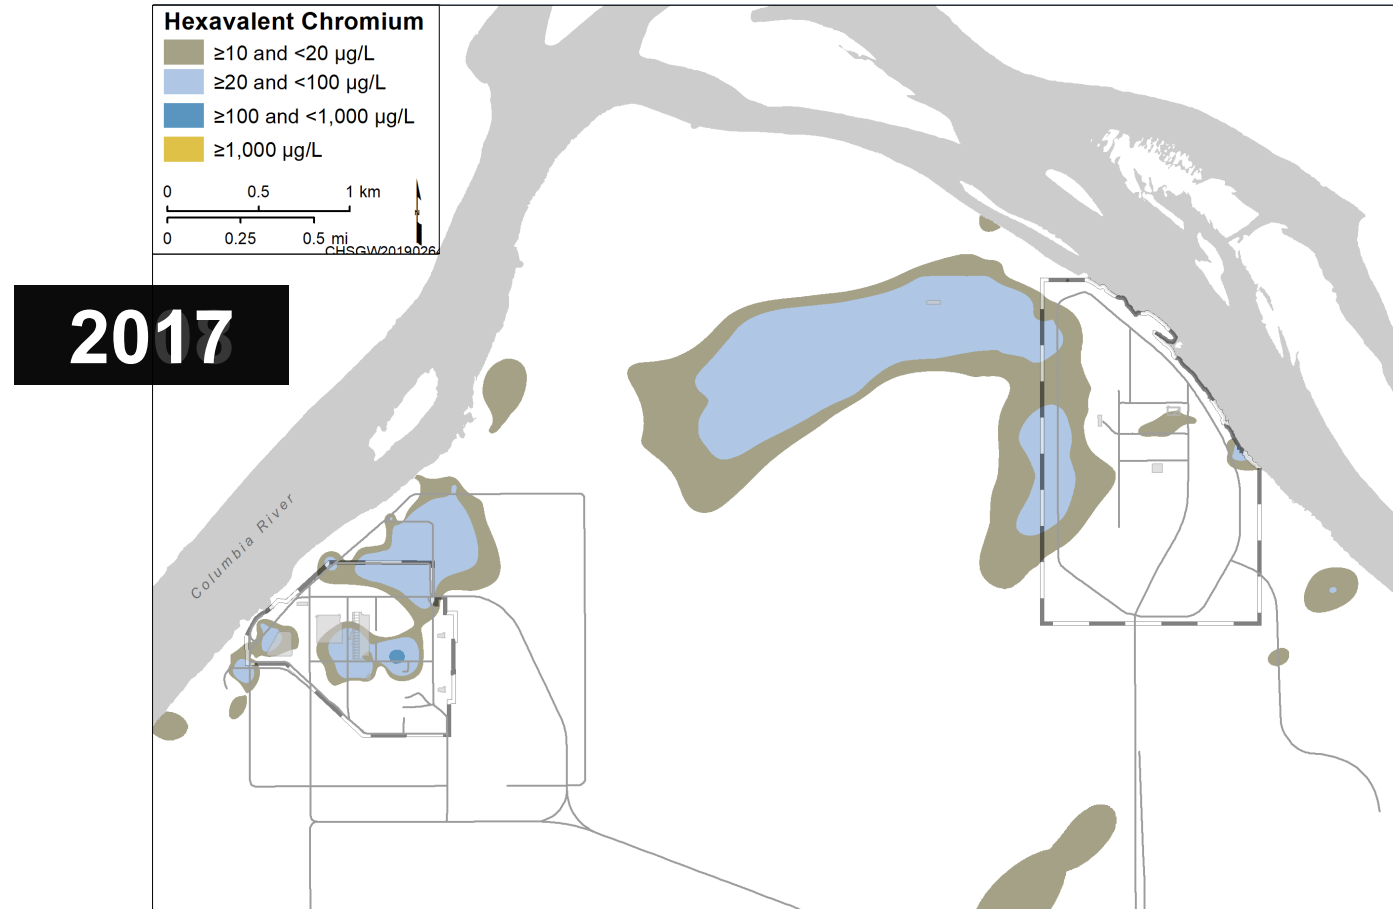 Hexavalent Chromium
≥10 and <20 µg/L
≥20 and <100 µg/L
≥100 and <1,000 µg/L
≥1,000 µg/L
0 0.5 1 km
0 0.25 0.5 mi
N
CHSGW2019026
2017
Columbia River